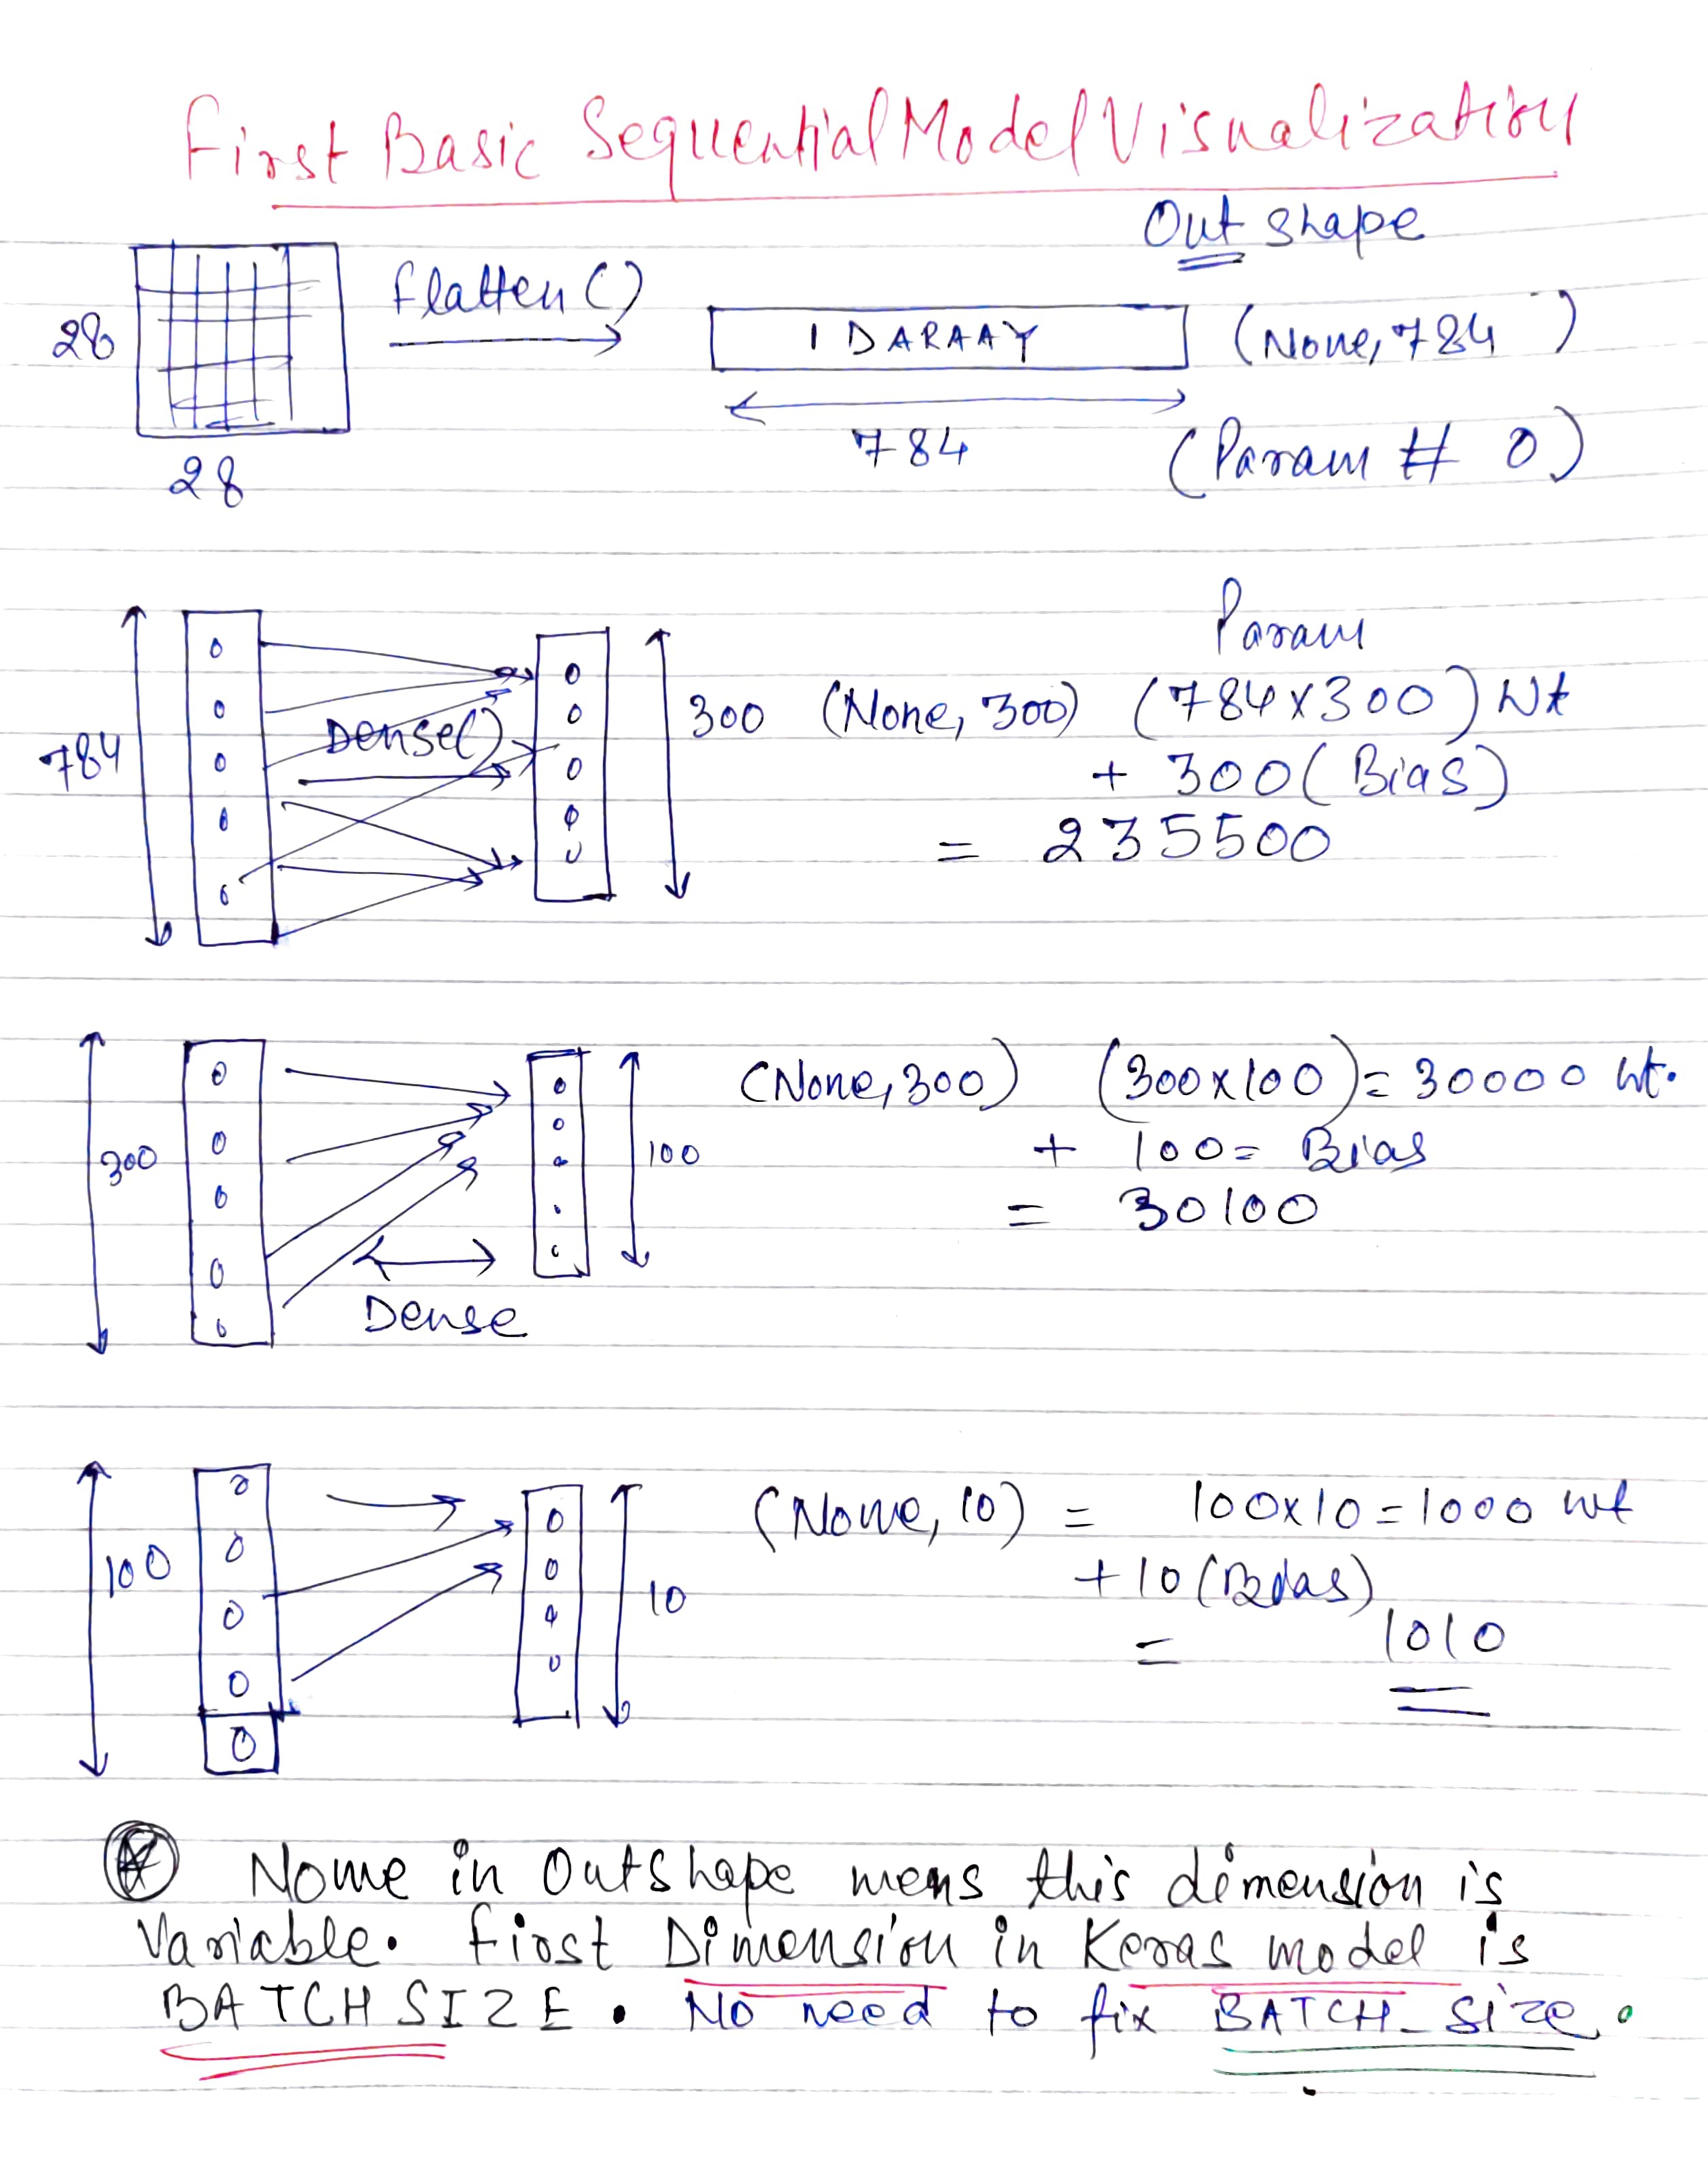 First Basic Sequential Model Visualization
Out shape
28
flatten()
1 D ARAAY
(None, 784 )
784
28
(Param # 0)
Param
784
Dense()
300 (None, 300) (784x300) Wt
+ 300 (Bias)
= 235500
300
100
(None, 300) (300x100) = 30000 wt.
+ 100 = Bias
= 30100
Dense
100
10
(None, 10) = 100x10 = 1000 wt
+10 (Bias)
= 1010
None in Outshape mens this dimension is
Variable. First Dimension in Keras model is
BATCH SIZE. No need to fix BATCH_Size.